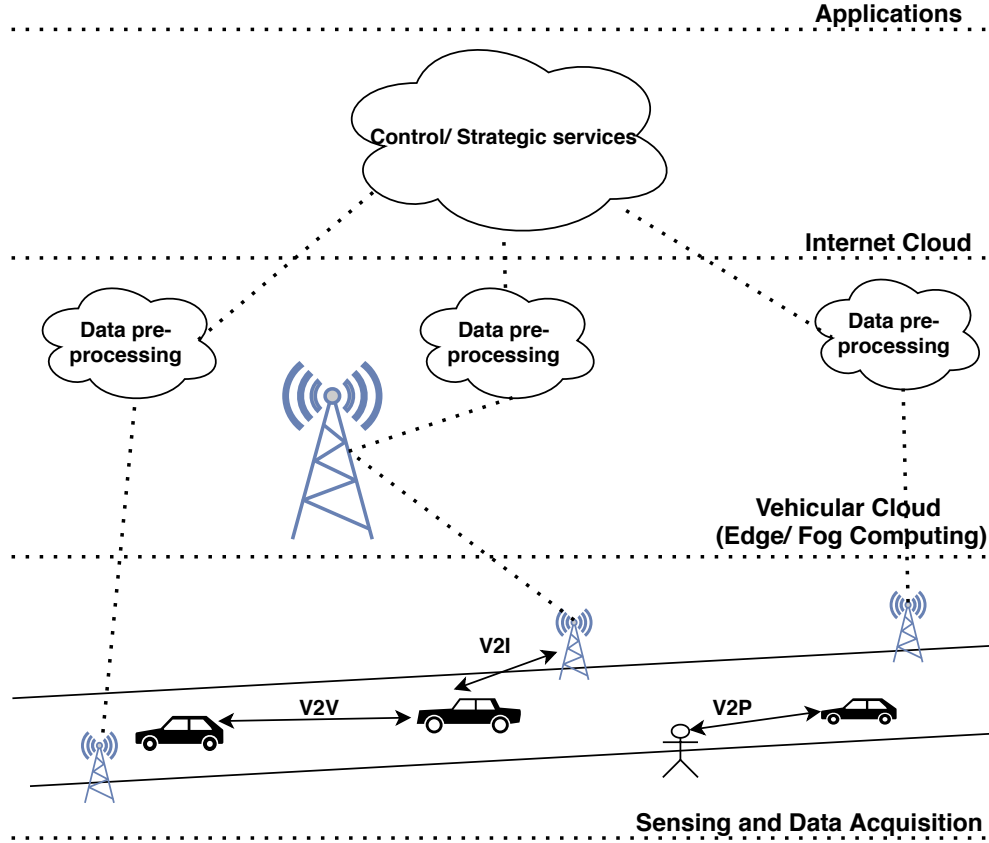 Applications
Control/ Strategic services
Internet Cloud
Data pre-
processing
Data pre-
processing
Data pre-
processing
Vehicular Cloud
(Edge/ Fog Computing)
V2I
V2V
V2P
Sensing and Data Acquisition